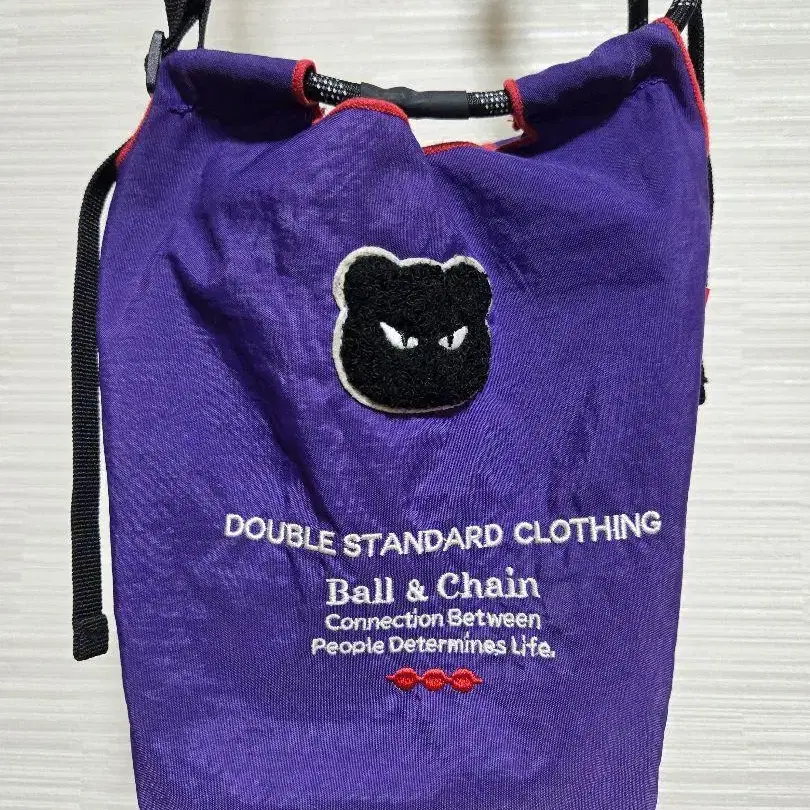 DOUBLE STANDARD CLOTHING
Ball & Chain
Connection Between
People Determines Life.